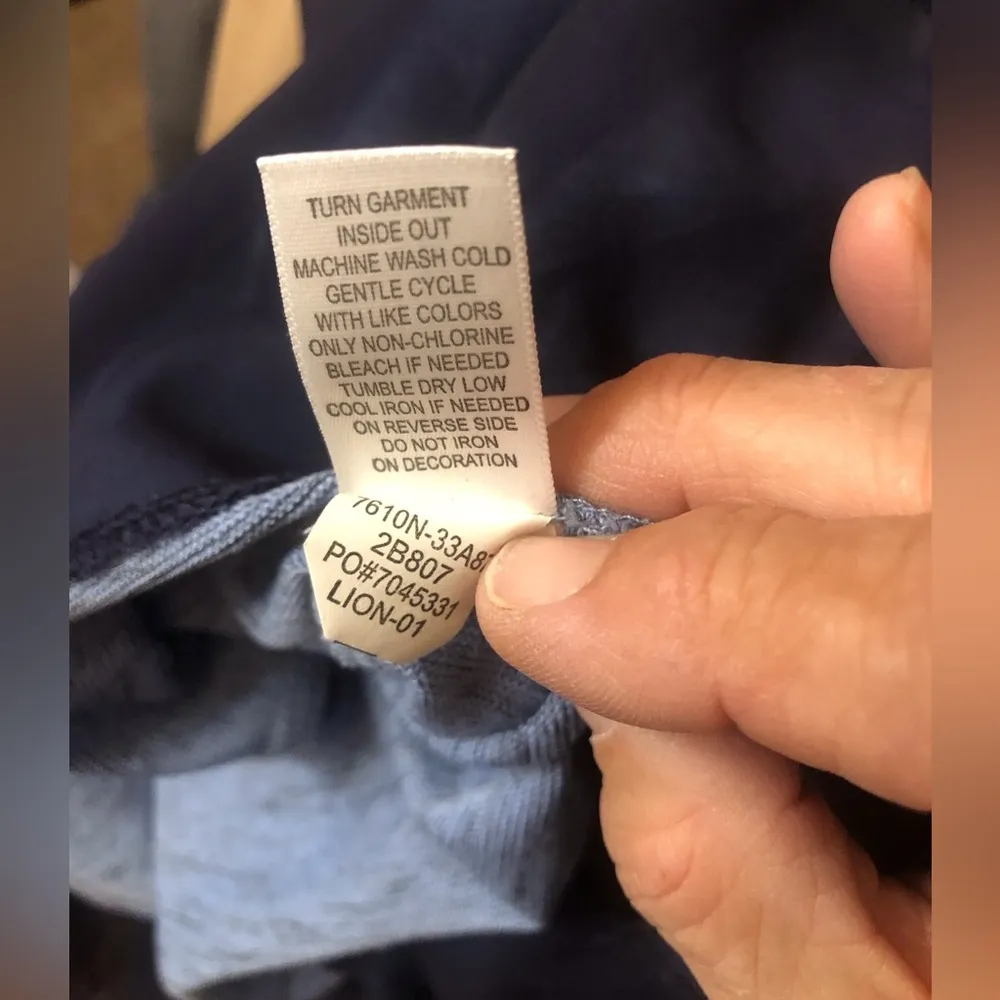 TURN GARMENT
INSIDE OUT
MACHINE WASH COLD
GENTLE CYCLE
WITH LIKE COLORS
ONLY NON-CHLORINE
BLEACH IF NEEDED
TUMBLE DRY LOW
COOL IRON IF NEEDED
ON REVERSE SIDE
DO NOT IRON
ON DECORATION
2B807
PO#7045331
LION-01